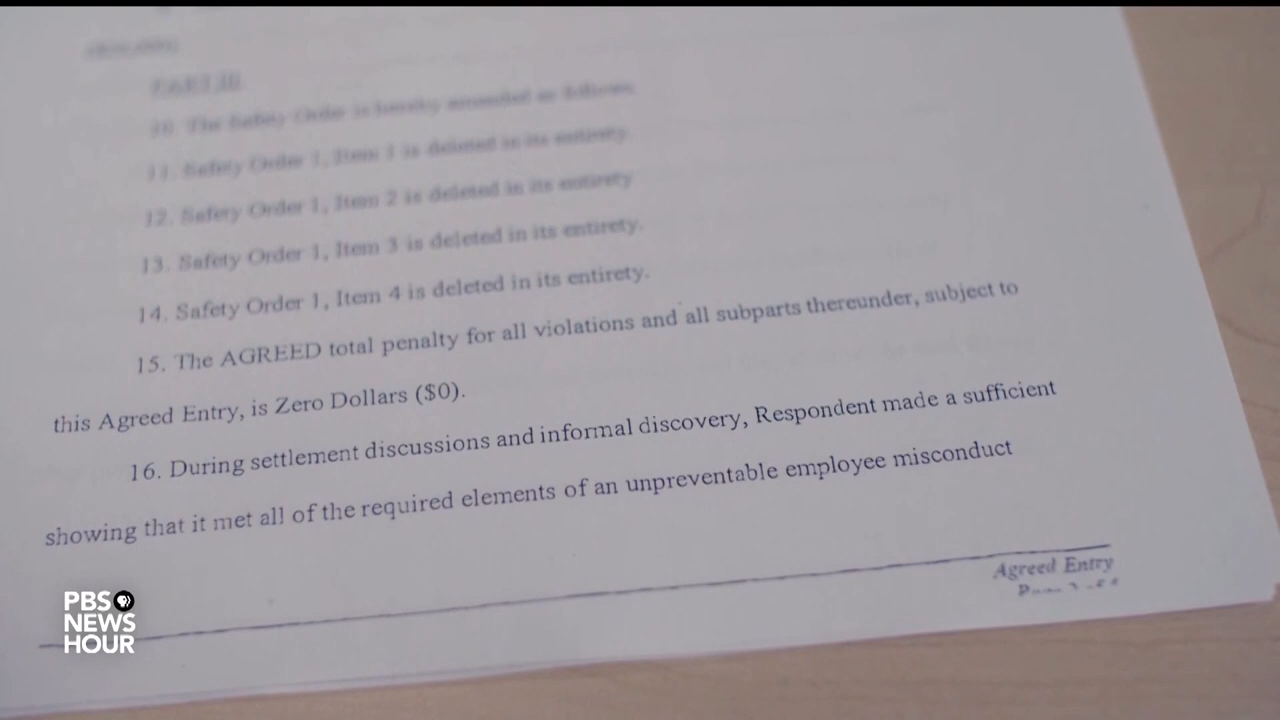 PART III
10. The Safety Order is hereby amended as follows:
11. Safety Order 1, Item 1 is deleted in its entirety.
12. Safety Order 1, Item 2 is deleted in its entirety
13. Safety Order 1, Item 3 is deleted in its entirety.
14. Safety Order 1, Item 4 is deleted in its entirety.
15. The AGREED total penalty for all violations and all subparts thereunder, subject to
this Agreed Entry, is Zero Dollars ($0).
16. During settlement discussions and informal discovery, Respondent made a sufficient
showing that it met all of the required elements of an unpreventable employee misconduct
Agreed Entry
PBS
NEWS
HOUR